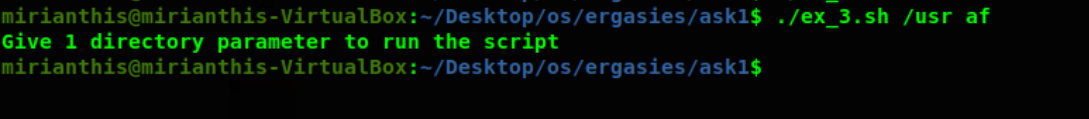 mirianthis@mirianthis-VirtualBox:~/Desktop/os/ergasies/ask1$ ./ex_3.sh /usr af
Give 1 directory parameter to run the script
mirianthis@mirianthis-VirtualBox:~/Desktop/os/ergasies/ask1$